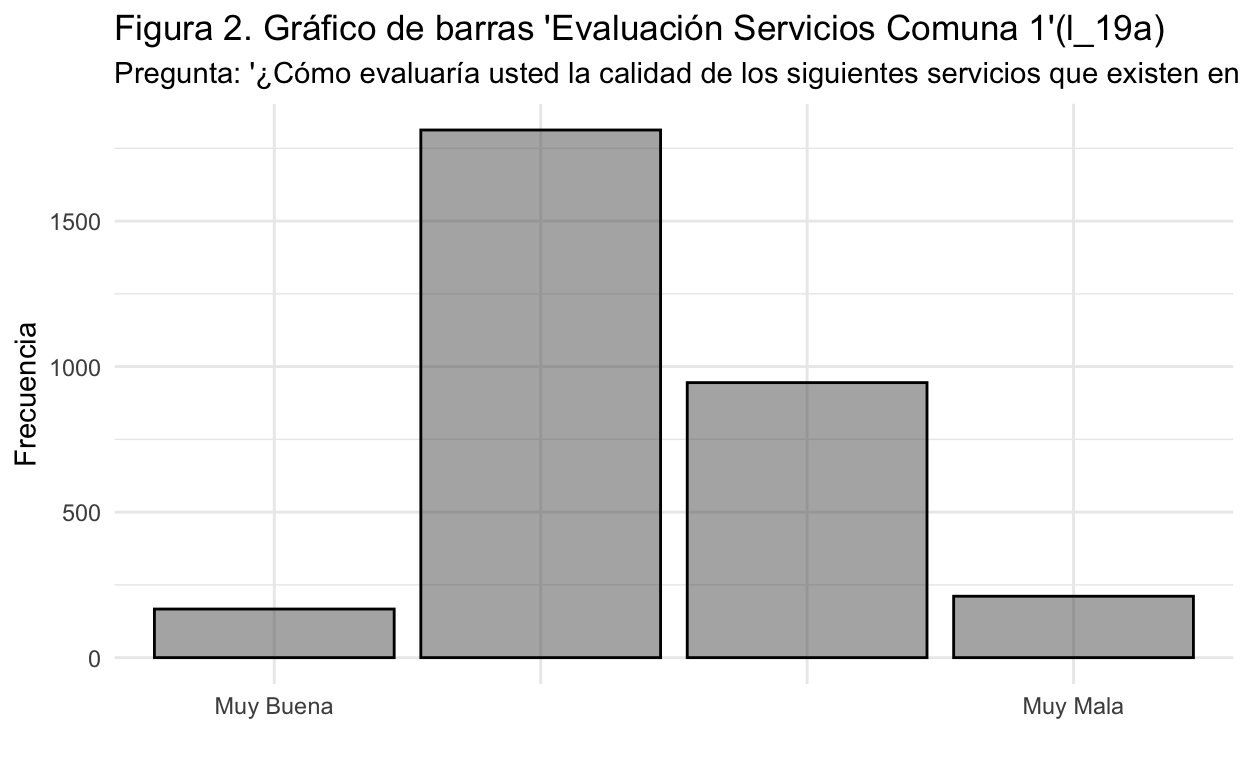 Figura 2. Gráfico de barras 'Evaluación Servicios Comuna 1'(I_19a)
Pregunta: '¿Cómo evaluaría usted la calidad de los siguientes servicios que existen en
Frecuencia
1500
1000
500
0
Muy Buena
Muy Mala